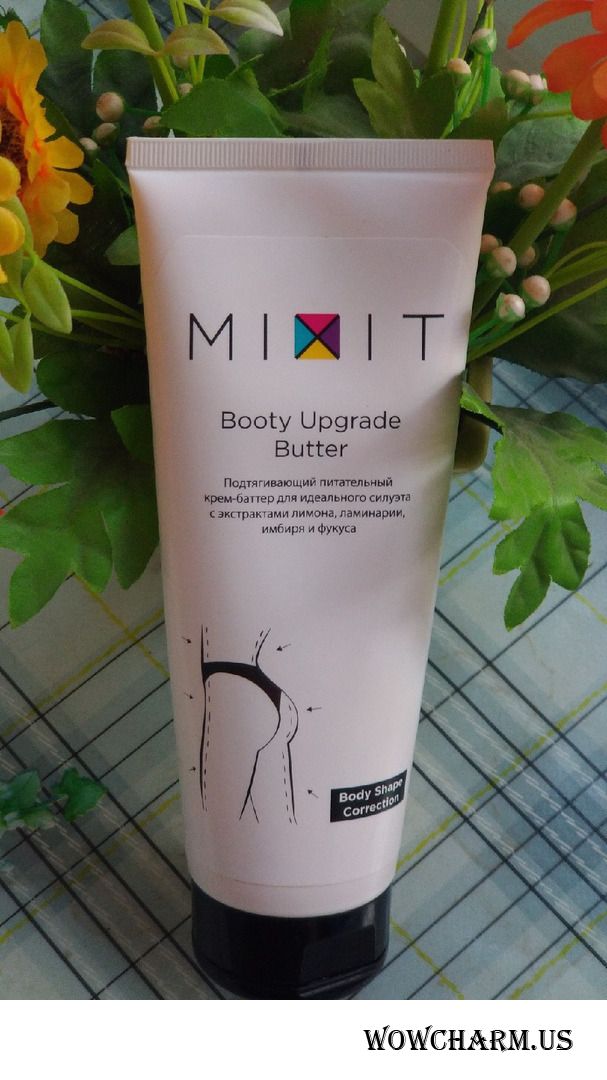 MIXIT
Booty Upgrade
Butter
Подтягивающий питательный
крем-баттер для идеального силуэта
с экстрактами лимона, ламинарии,
имбиря и фукуса
Body Shape
Correction
WOWCHARM.US